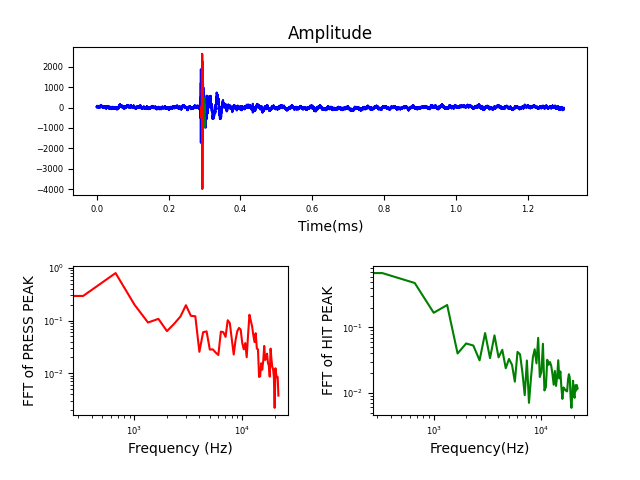 Amplitude
2000
1000
0
−1000
−2000
−3000
−4000
0.0 0.2 0.4 0.6 0.8 1.0 1.2
Time(ms)
FFT of PRESS PEAK
10⁰
10⁻¹
10⁻²
10³ 10⁴
Frequency (Hz)
FFT of HIT PEAK
10⁻¹
10⁻²
10³ 10⁴
Frequency(Hz)